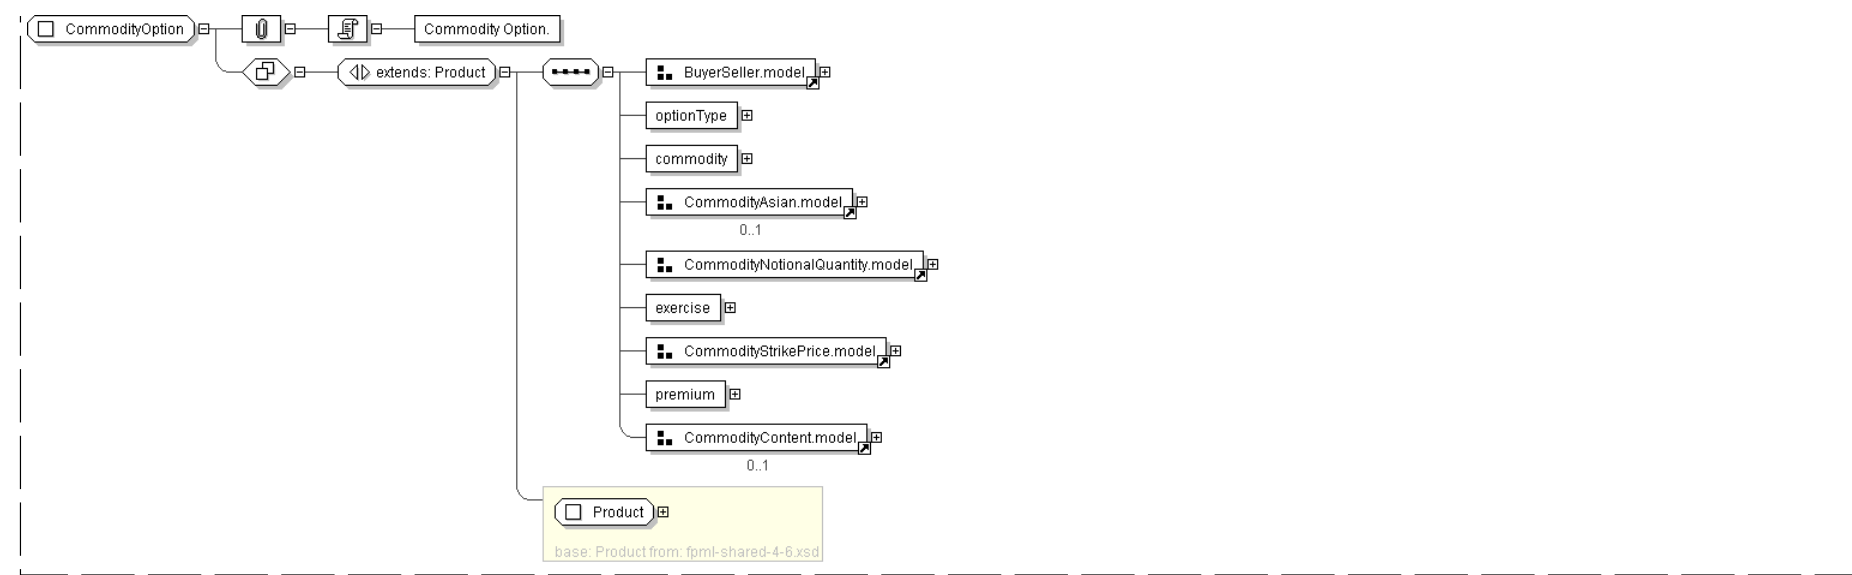 CommodityOption
Commodity Option.
extends: Product
BuyerSeller.model
optionType
commodity
CommodityAsian.model
0..1
CommodityNotionalQuantity.model
exercise
CommodityStrikePrice.model
premium
CommodityContent.model
0..1
Product
base: Product from: fpml-shared-4-6.xsd